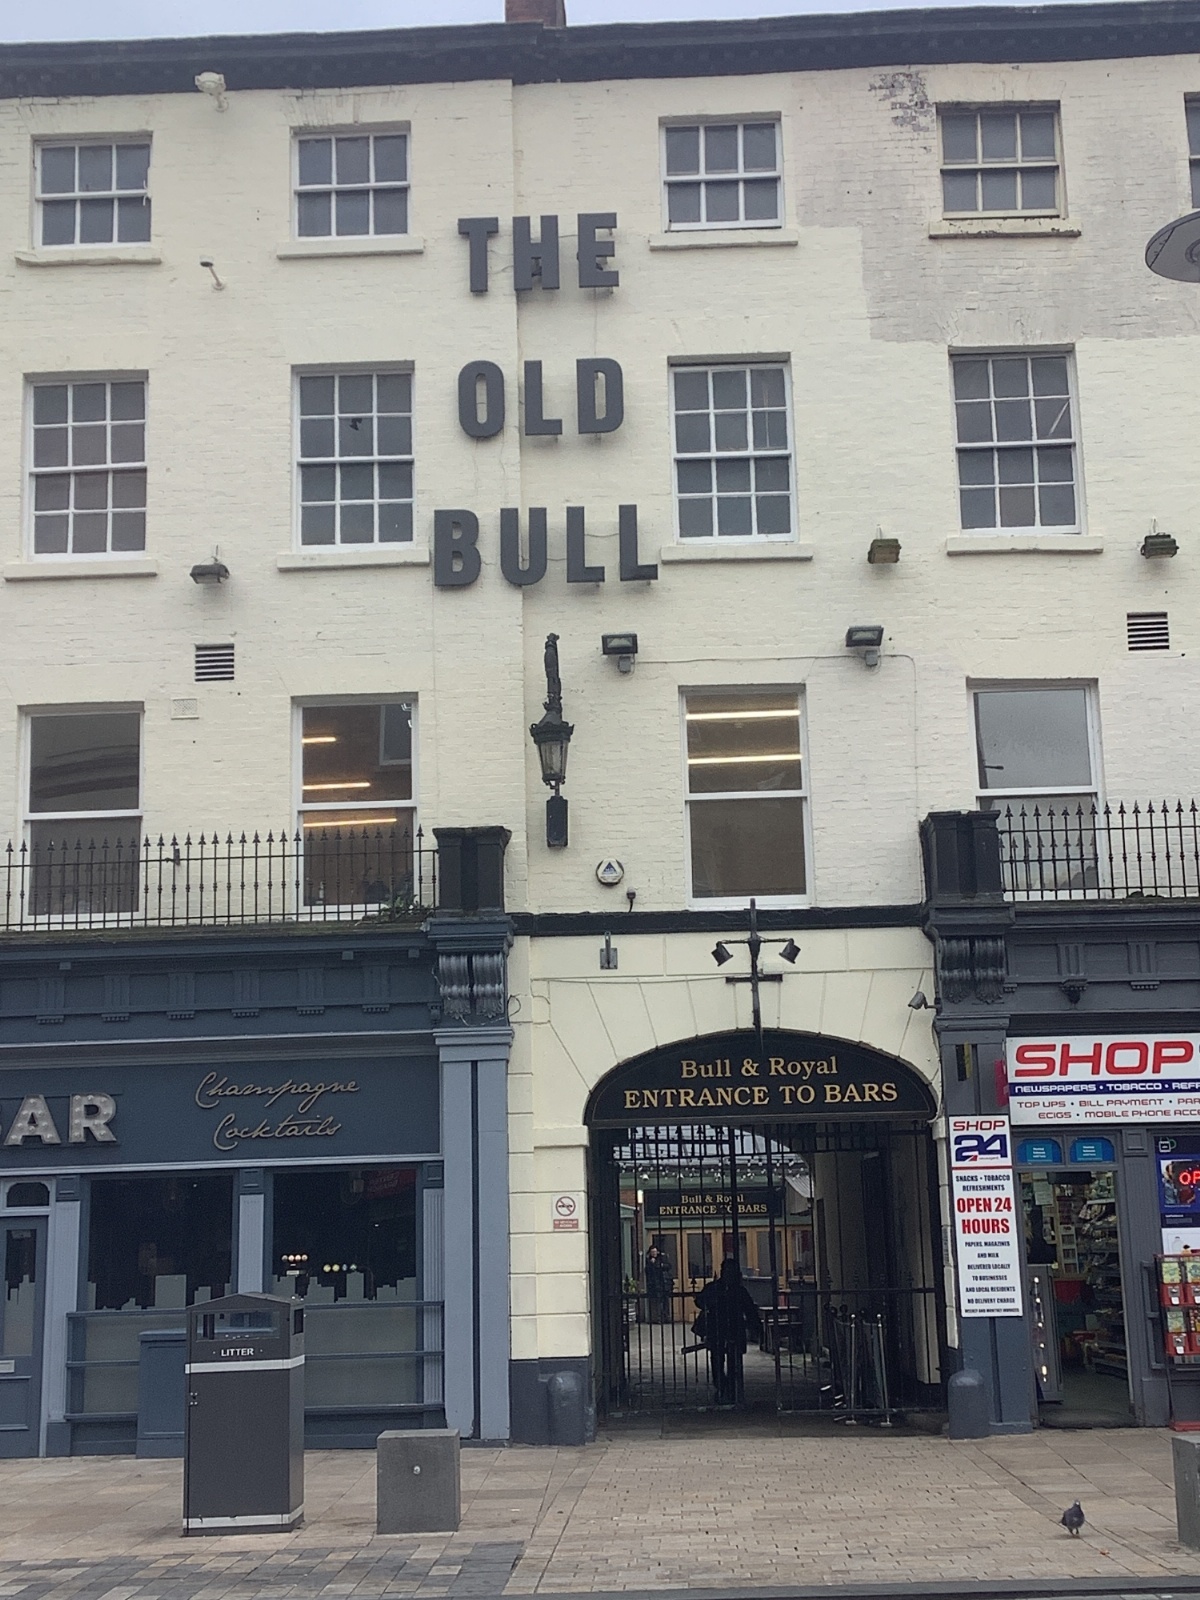 THE
OLD
BULL
Bull & Royal
ENTRANCE TO BARS
BAR
Champagne
Cocktails
LITTER
Bull & Royal
ENTRANCE TO BARS
SHOP
NEWSPAPERS • TOBACCO •
TOP UPS • BILL PAYMENT •
ECIGS • MOBILE PHONE
SHOP
24
SNACKS • TOBACCO
REFRESHMENTS
OPEN 24
HOURS
PAPERS, MAGAZINES
AND MILK
DELIVERED LOCALLY
TO BUSINESSES
AND LOCAL RESIDENTS
NO DELIVERY CHARGE